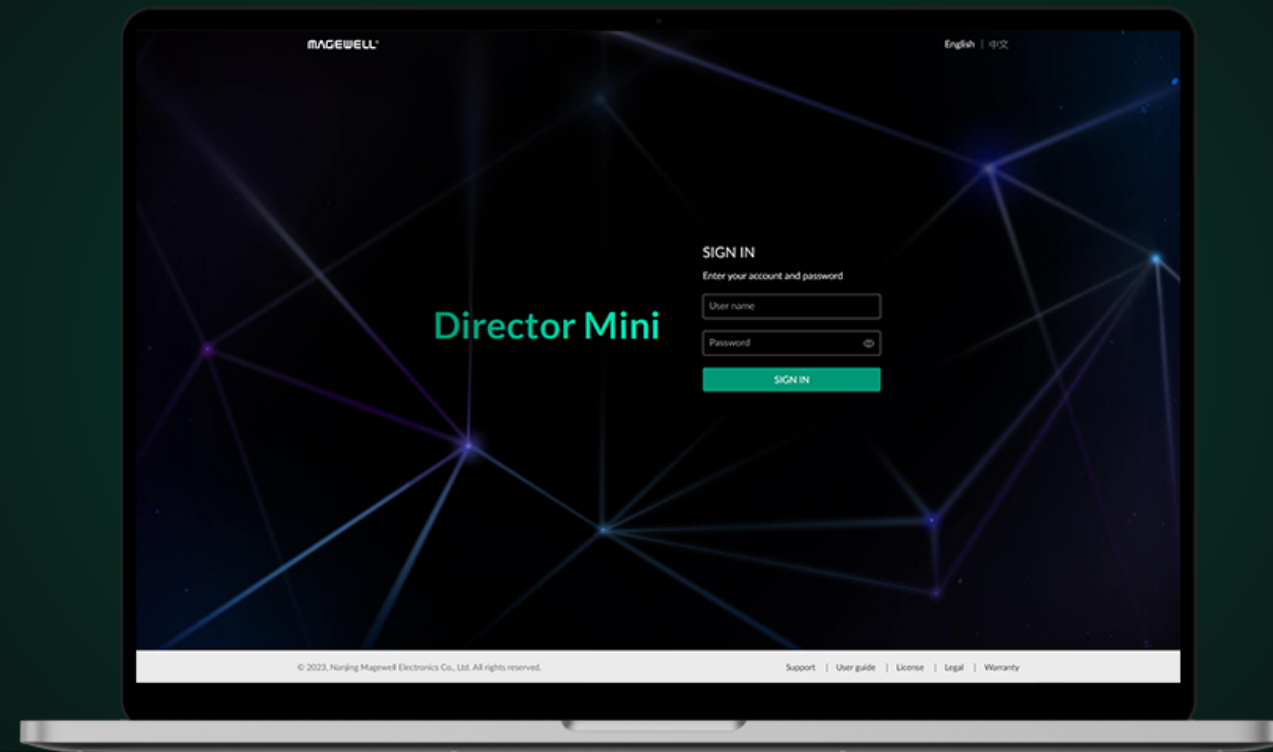 MAGEWELL®
English | 中文
SIGN IN
Enter your account and password
Director Mini
User name
Password
SIGN IN
© 2023, Nanjing Magewell Electronics Co., Ltd. All rights reserved.
Support | User guide | License | Legal | Warranty